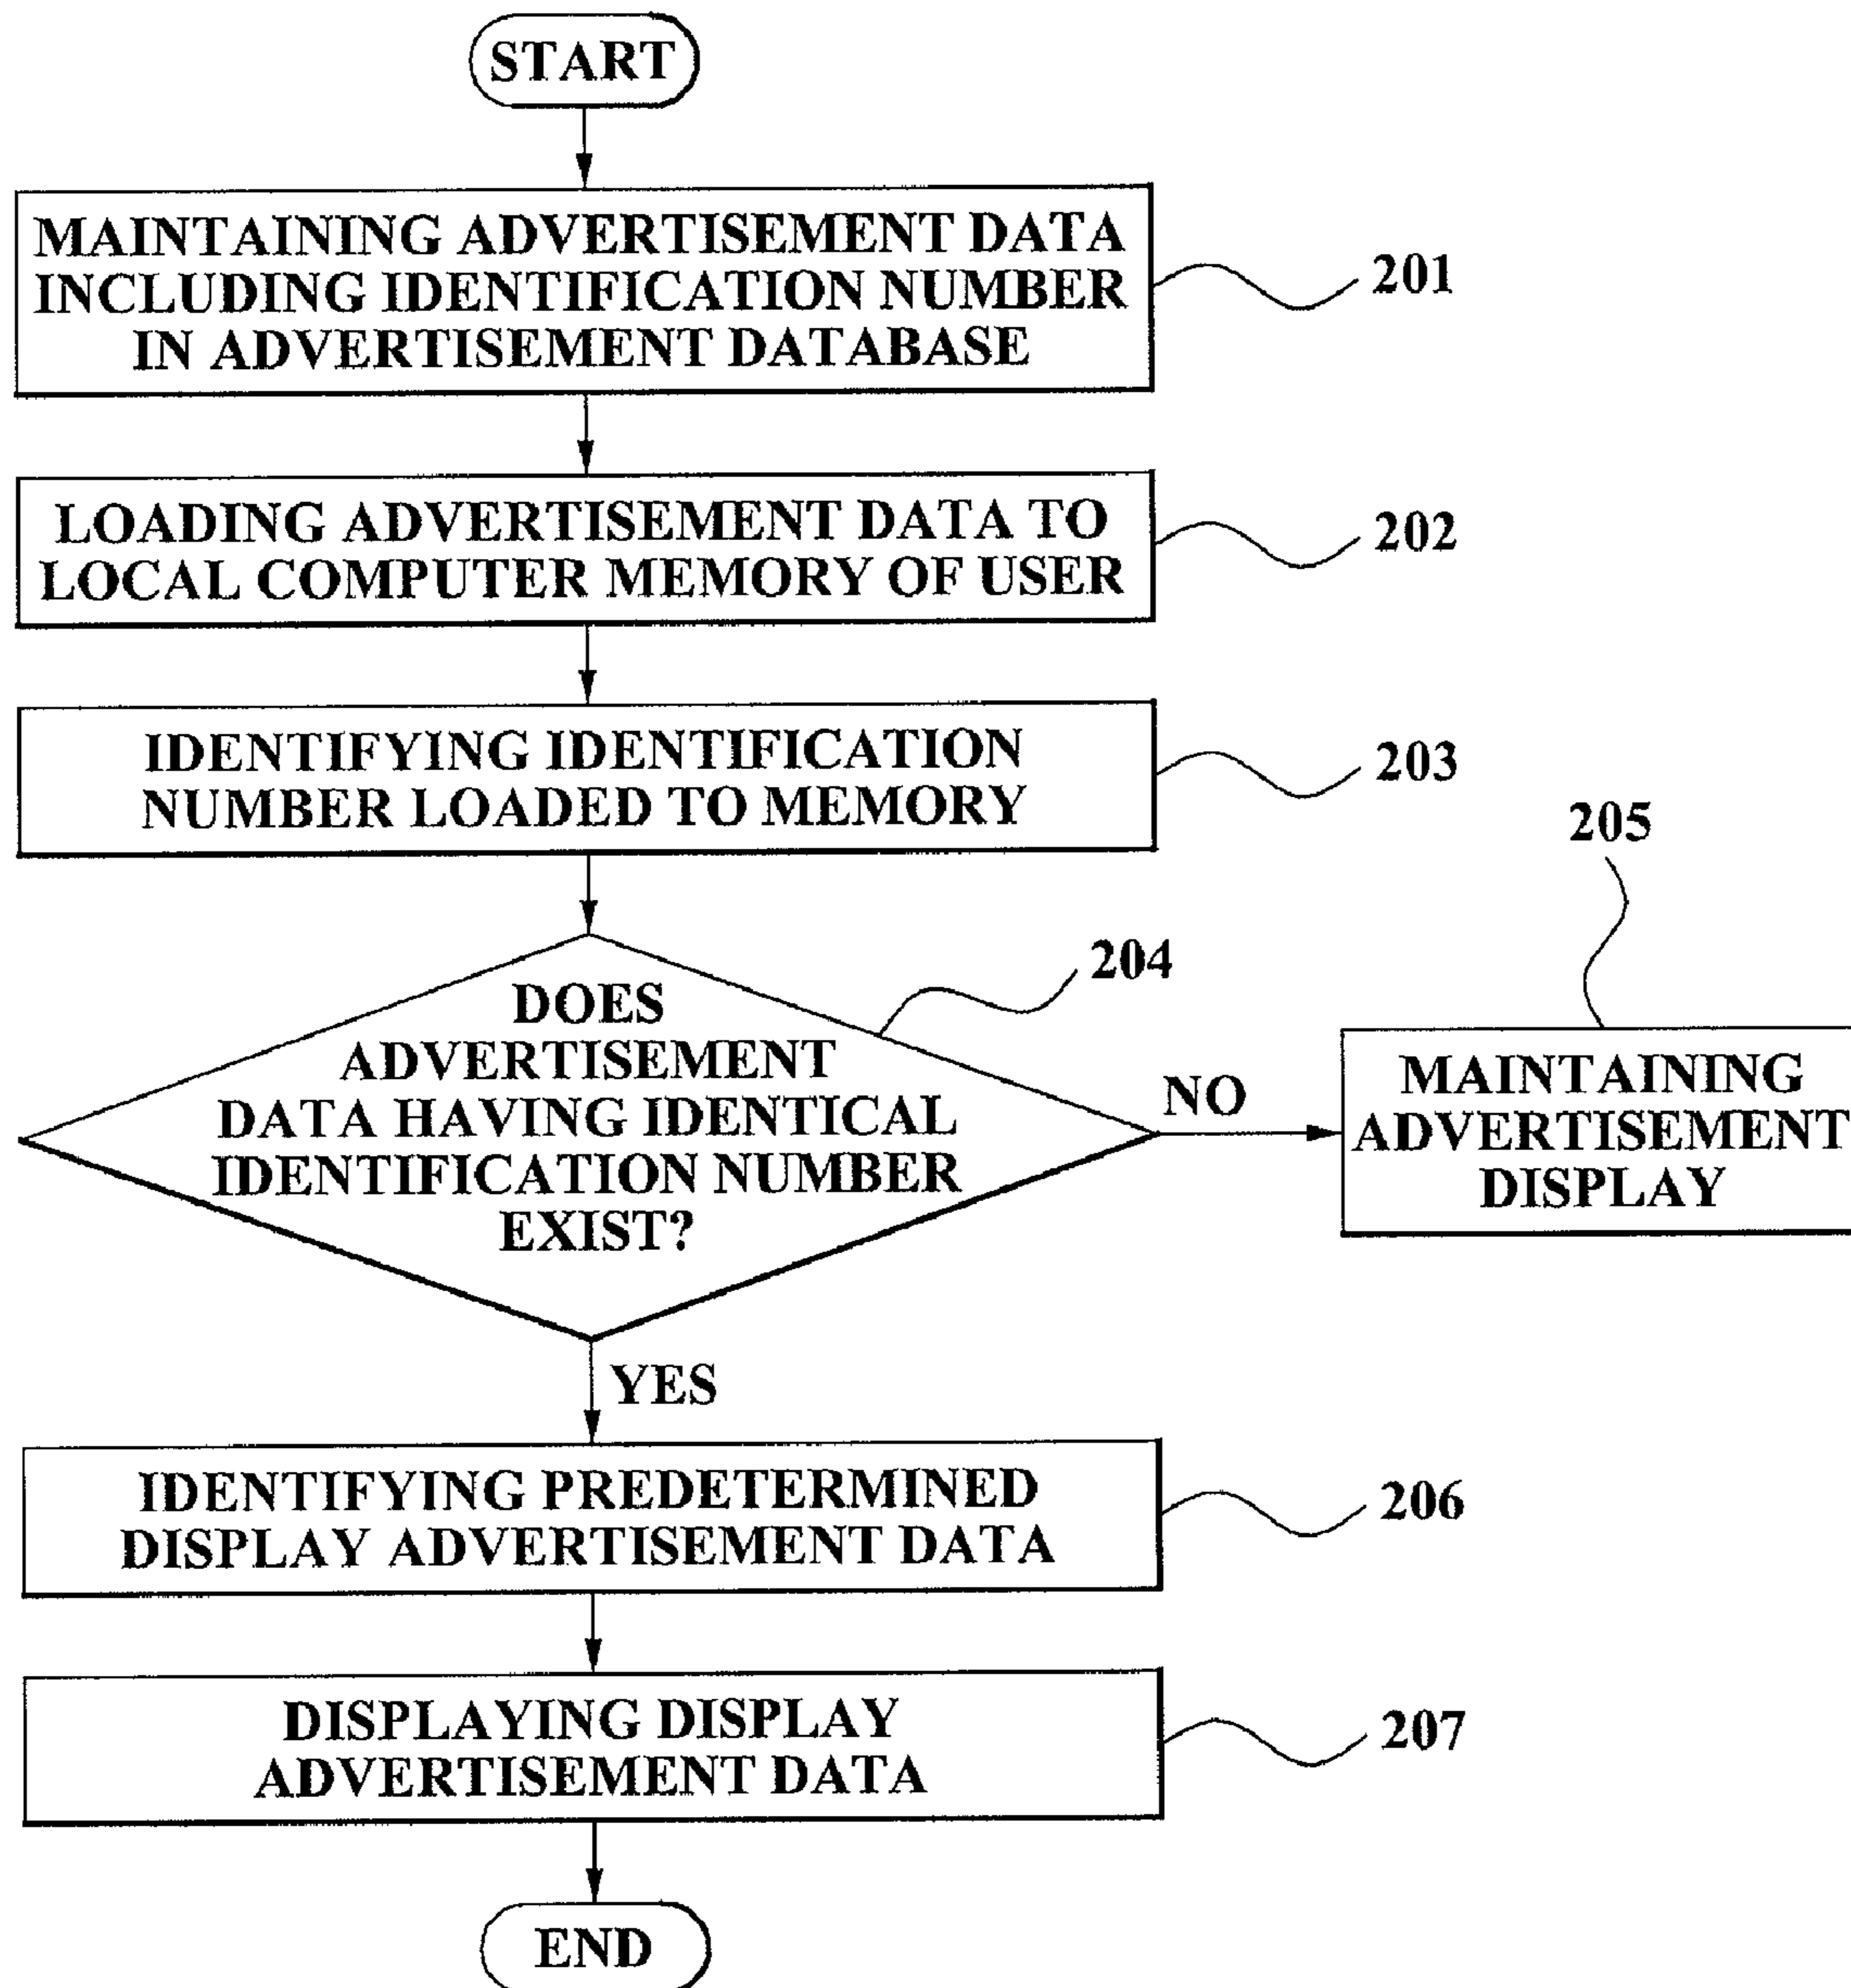 START
MAINTAINING ADVERTISEMENT DATA
INCLUDING IDENTIFICATION NUMBER
IN ADVERTISEMENT DATABASE
201
LOADING ADVERTISEMENT DATA TO
LOCAL COMPUTER MEMORY OF USER
202
IDENTIFYING IDENTIFICATION
NUMBER LOADED TO MEMORY
203
DOES
ADVERTISEMENT
DATA HAVING IDENTICAL
IDENTIFICATION NUMBER
EXIST?
204
NO
205
MAINTAINING
ADVERTISEMENT
DISPLAY
YES
IDENTIFYING PREDETERMINED
DISPLAY ADVERTISEMENT DATA
206
DISPLAYING DISPLAY
ADVERTISEMENT DATA
207
END